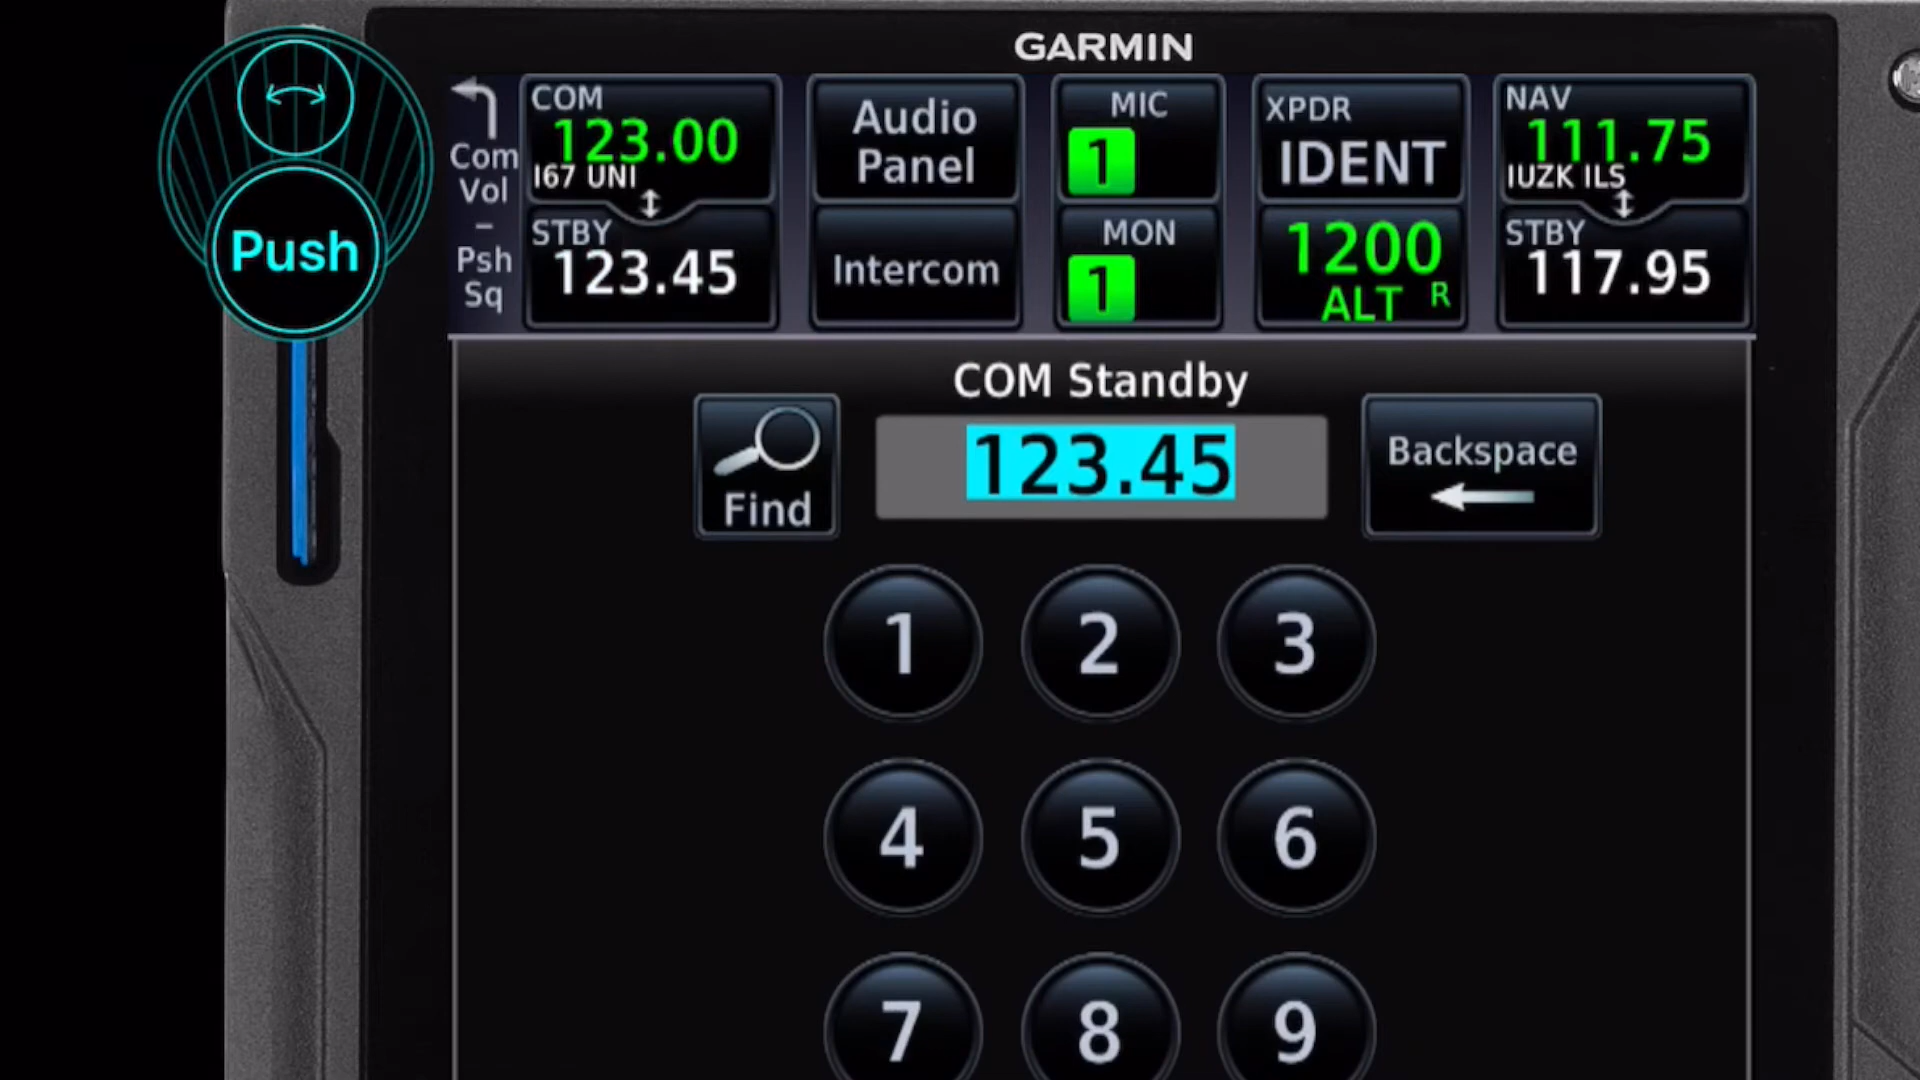 GARMIN
Com
Vol
–
Psh
Sq
COM
123.00
I67 UNI
STBY
123.45
Audio
Panel
Intercom
MIC
1
MON
1
XPDR
IDENT
1200
ALT R
NAV
111.75
IUZK ILS
STBY
117.95
Push
COM Standby
Find
123.45
Backspace
1 2 3
4 5 6
7 8 9